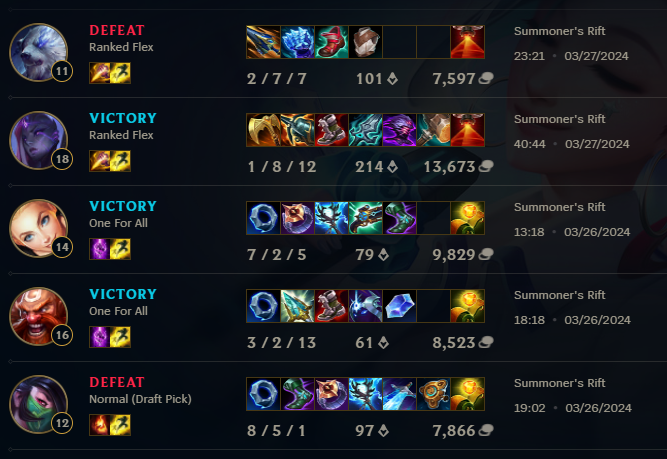 DEFEAT
Ranked Flex
11
2 / 7 / 7 101 7,597
Summoner's Rift
23:21 • 03/27/2024
VICTORY
Ranked Flex
18
1 / 8 / 12 214 13,673
Summoner's Rift
40:44 • 03/27/2024
VICTORY
One For All
14
7 / 2 / 5 79 9,829
Summoner's Rift
13:18 • 03/26/2024
VICTORY
One For All
16
3 / 2 / 13 61 8,523
Summoner's Rift
18:18 • 03/26/2024
DEFEAT
Normal (Draft Pick)
12
8 / 5 / 1 97 7,866
Summoner's Rift
19:02 • 03/26/2024